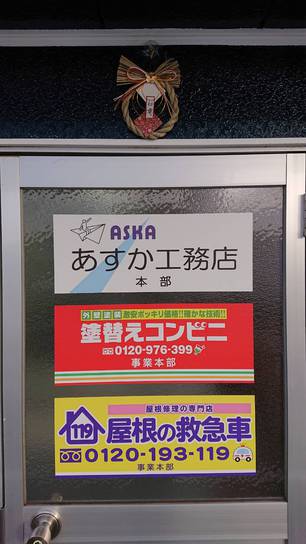 ASKA
あすか工務店
本部
外壁塗装 激安ポッキリ価格!!確かな技術!!
塗替えコンビニ
0120-976-399
事業本部
屋根修理の専門店
119 屋根の救急車
0120-193-119
事業本部